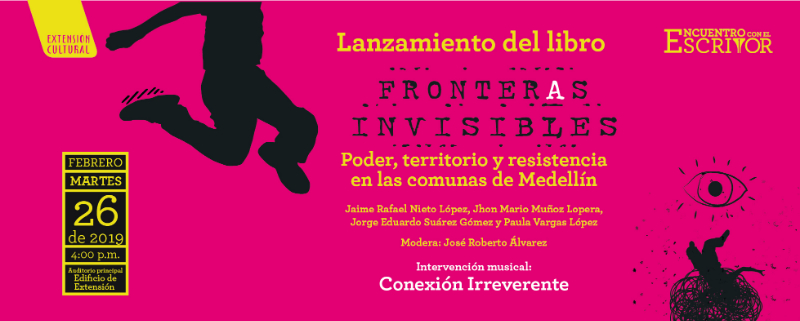 EXTENSIÓN
CULTURAL
Lanzamiento del libro
ENCUENTRO CON EL
ESCRITOR
FRONTERAS
INVISIBLES
Poder, territorio y resistencia
en las comunas de Medellín
FEBRERO
MARTES
26
de 2019
4:00 p.m.
Auditorio principal
Edificio de
Extensión
Jaime Rafael Nieto López, Jhon Mario Muñoz Lopera,
Jorge Eduardo Suárez Gómez y Paula Vargas López
Modera: José Roberto Álvarez
Intervención musical:
Conexión Irreverente